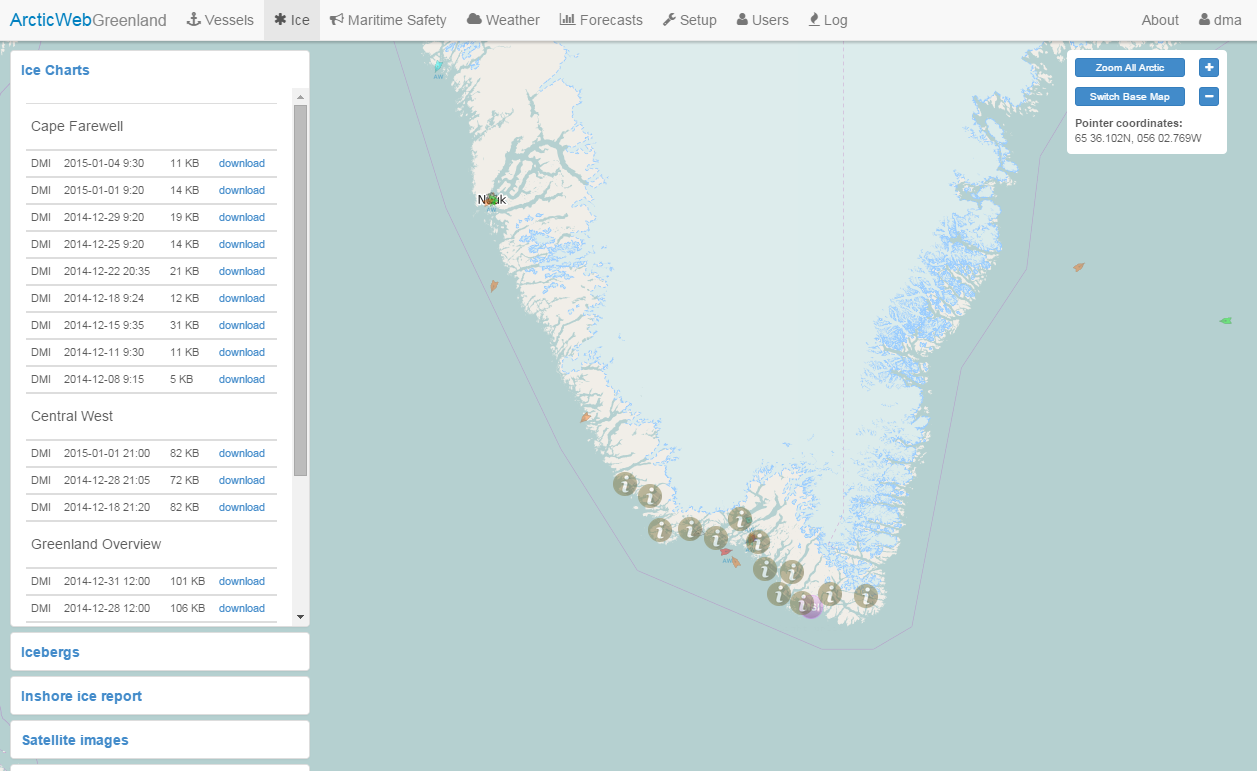 ArcticWebGreenland Vessels Ice Maritime Safety Weather Forecasts Setup Users Log About dma
Ice Charts
Cape Farewell
DMI 2015-01-04 9:30 11 KB download
DMI 2015-01-01 9:20 14 KB download
DMI 2014-12-29 9:20 19 KB download
DMI 2014-12-25 9:20 14 KB download
DMI 2014-12-22 20:35 21 KB download
DMI 2014-12-18 9:24 12 KB download
DMI 2014-12-15 9:35 31 KB download
DMI 2014-12-11 9:30 11 KB download
DMI 2014-12-08 9:15 5 KB download
Central West
DMI 2015-01-01 21:00 82 KB download
DMI 2014-12-28 21:05 72 KB download
DMI 2014-12-18 21:20 82 KB download
Greenland Overview
DMI 2014-12-31 12:00 101 KB download
DMI 2014-12-28 12:00 106 KB download
Icebergs
Inshore ice report
Satellite images
AW
Nuuk
AW
AW
Zoom All Arctic +
Switch Base Map −
Pointer coordinates:
65 36.102N, 056 02.769W